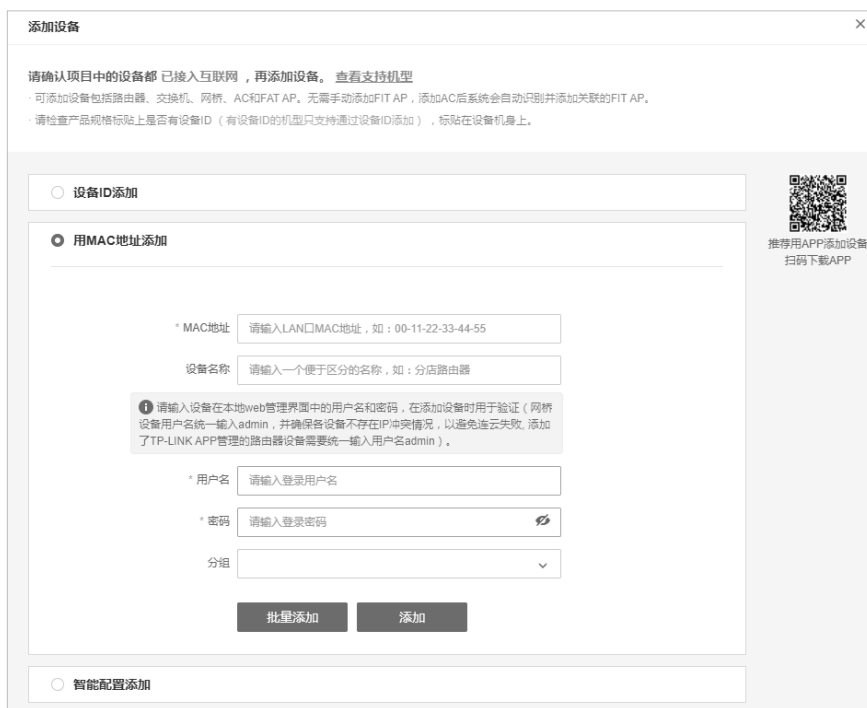 添加设备
请确认项目中的设备都 已接入互联网 ，再添加设备。 查看支持机型
· 可添加设备包括路由器、交换机、网桥、AC和FAT AP。无需手动添加FIT AP，添加AC后系统会自动识别并添加关联的FIT AP。
· 请检查产品规格标贴上是否有设备ID（有设备ID的机型只支持通过设备ID添加），标贴在设备机身上。
设备ID添加
用MAC地址添加
推荐用APP添加设备
扫码下载APP
* MAC地址 请输入LAN口MAC地址，如：00-11-22-33-44-55
设备名称 请输入一个便于区分的名称，如：分店路由器
请输入设备在本地web管理界面中的用户名和密码，在添加设备时用于验证（网桥
设备用户名统一输入admin，并确保各设备不存在IP冲突情况，以避免连云失败, 添加
了TP-LINK APP管理的路由器设备需要统一输入用户名admin）。
* 用户名 请输入登录用户名
* 密码 请输入登录密码
分组
批量添加 添加
智能配置添加